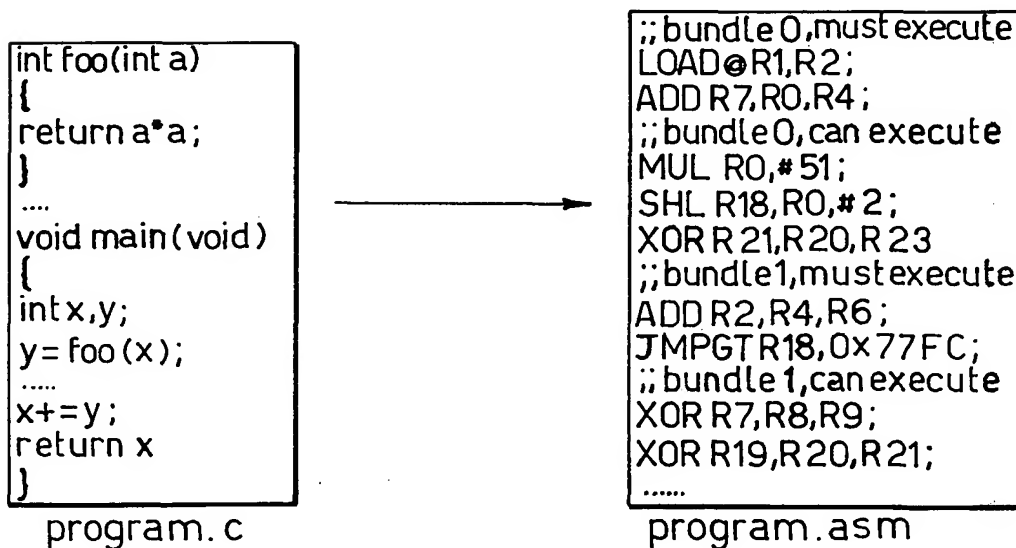 int foo(int a)
{
return a*a;
}
....
void main(void)
{
int x,y;
y=foo(x);
.....
x+=y;
return x
}
program.c
;;bundle 0,must execute
LOAD@R1,R2;
ADD R7,R0,R4;
;;bundle 0,can execute
MUL R0,#51;
SHL R18,R0,#2;
XOR R21,R20,R23
;;bundle 1,must execute
ADD R2,R4,R6;
JMPGT R18,0x77FC;
;;bundle 1,can execute
XOR R7,R8,R9;
XOR R19,R20,R21;
......
program.asm